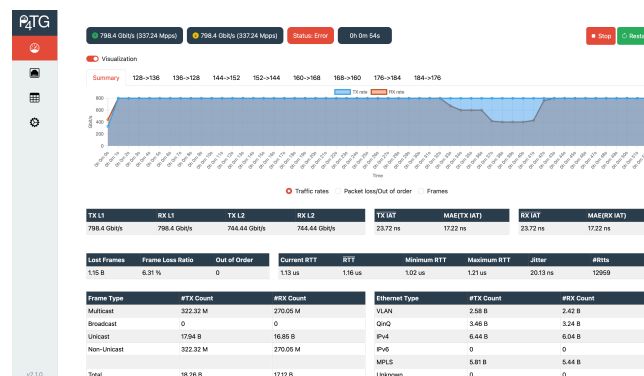 P4TG
798.4 Gbit/s (337.24 Mpps) 798.4 Gbit/s (337.24 Mpps) Status: Error 0h 0m 54s Stop Resta
Visualization
Summary 128->136 136->128 144->152 152->144 160->168 168->160 176->184 184->176
TX rate RX rate
Gbit/s
800
600
400
200
0
Time
Traffic rates Packet loss/Out of order Frames
TX L1 RX L1 TX L2 RX L2 TX IAT MAE(TX IAT) RX IAT MAE(RX IAT)
798.4 Gbit/s 798.4 Gbit/s 744.44 Gbit/s 744.44 Gbit/s 23.72 ns 17.22 ns 23.72 ns 17.22 ns
Lost Frames Frame Loss Ratio Out of Order Current RTT RTT Minimum RTT Maximum RTT Jitter #Rtts
1.15 B 6.31 % 0 1.13 us 1.16 us 1.02 us 1.21 us 20.13 ns 12959
Frame Type #TX Count #RX Count Ethernet Type #TX Count #RX Count
Multicast 322.32 M 270.05 M VLAN 2.58 B 2.42 B
Broadcast 0 0 QinQ 3.46 B 3.24 B
Unicast 17.94 B 16.85 B IPv4 6.44 B 6.04 B
Non-Unicast 322.32 M 270.05 M IPv6 0 0
MPLS 5.81 B 5.44 B
Total 18.26 B 17.12 B Unknown 0 0
v2.1.0